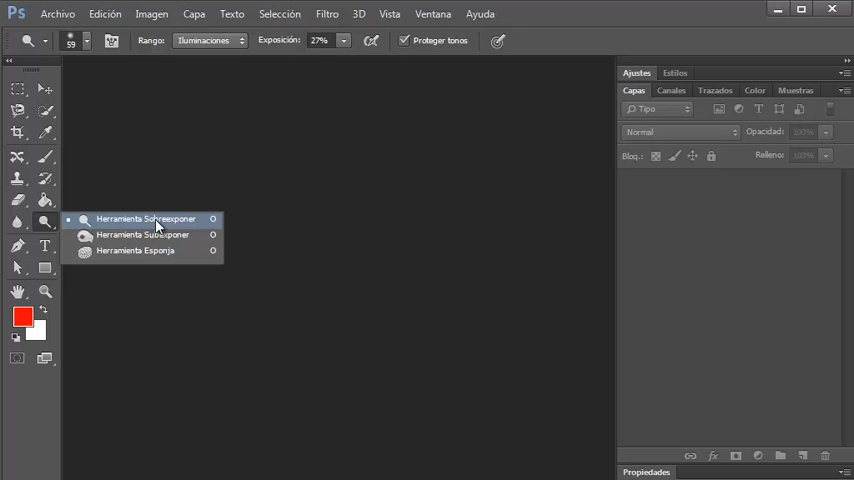 Ps Archivo Edición Imagen Capa Texto Selección Filtro 3D Vista Ventana Ayuda
59 Rango: Iluminaciones Exposición: 27% Proteger tonos
Ajustes Estilos
Capas Canales Trazados Color Muestras
Tipo
Normal Opacidad: 100%
Bloq.: Relleno: 100%
Herramienta Sobreexponer O
Herramienta Subexponer O
Herramienta Esponja O
Propiedades